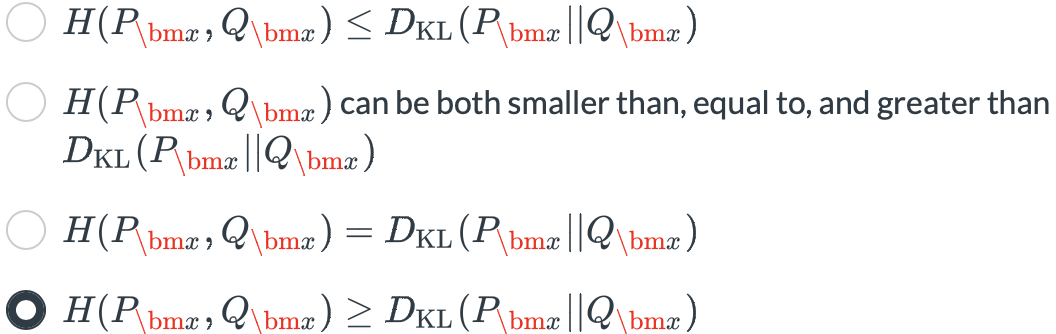 H(P\bmx, Q\bmx) ≤ DKL(P\bmx||Q\bmx)
H(P\bmx, Q\bmx) can be both smaller than, equal to, and greater than
DKL(P\bmx||Q\bmx)
H(P\bmx, Q\bmx) = DKL(P\bmx||Q\bmx)
H(P\bmx, Q\bmx) ≥ DKL(P\bmx||Q\bmx)